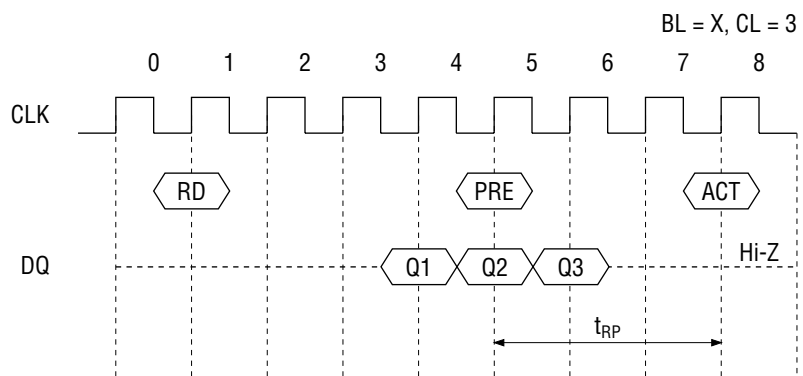 BL = X, CL = 3
0 1 2 3 4 5 6 7 8
CLK
RD PRE ACT
DQ Q1 Q2 Q3 Hi-Z
tRP